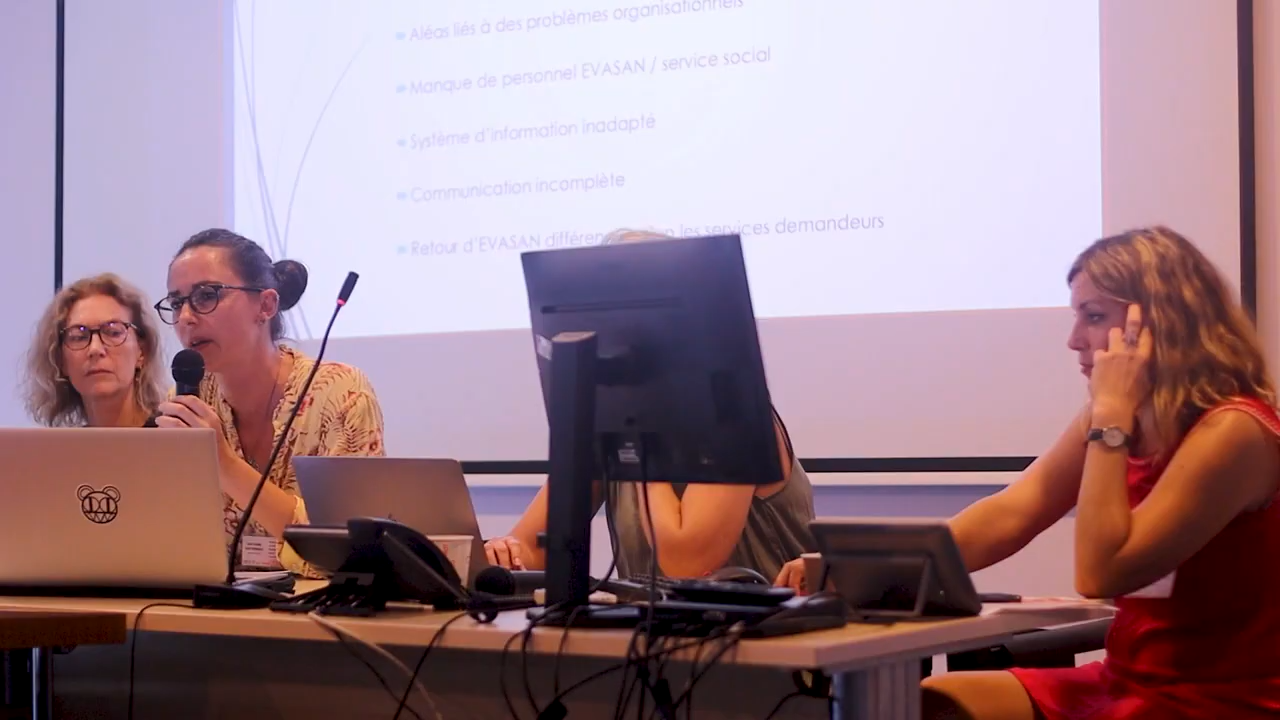 Aléas liés à des problèmes organisationnels
Manque de personnel EVASAN / service social
Système d'information inadapté
Communication incomplète
Retour d'EVASAN les services demandeurs